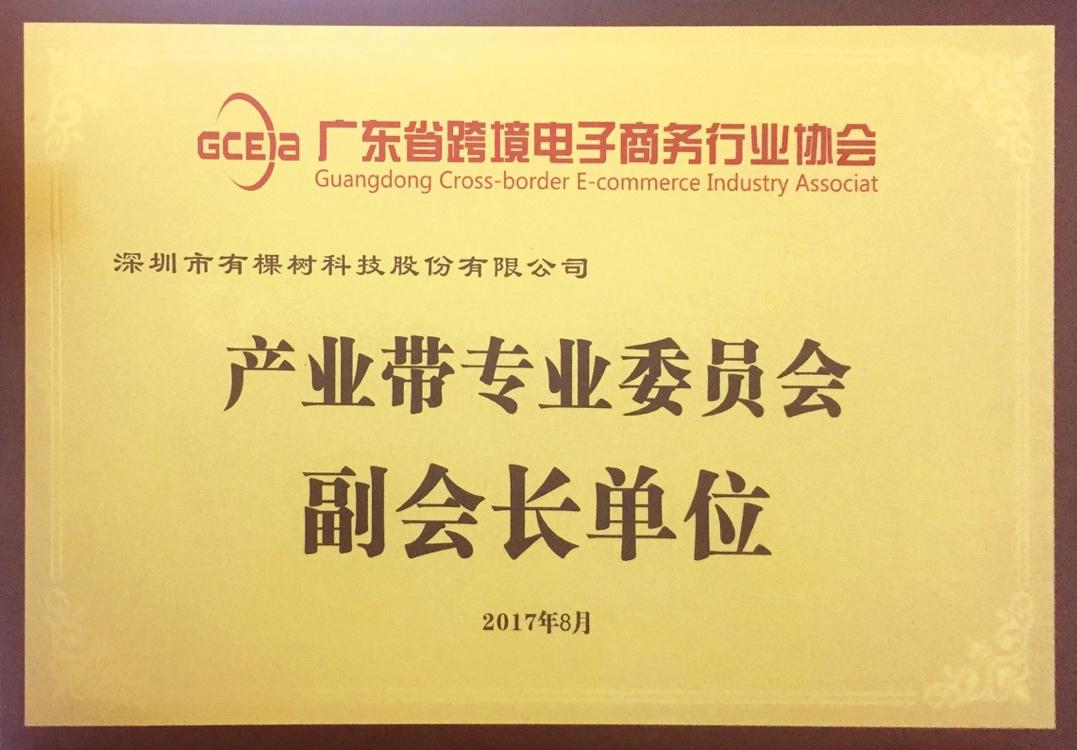 GCEIa 广东省跨境电子商务行业协会
Guangdong Cross-border E-commerce Industry Associat
深圳市有棵树科技股份有限公司
产业带专业委员会
副会长单位
2017年8月